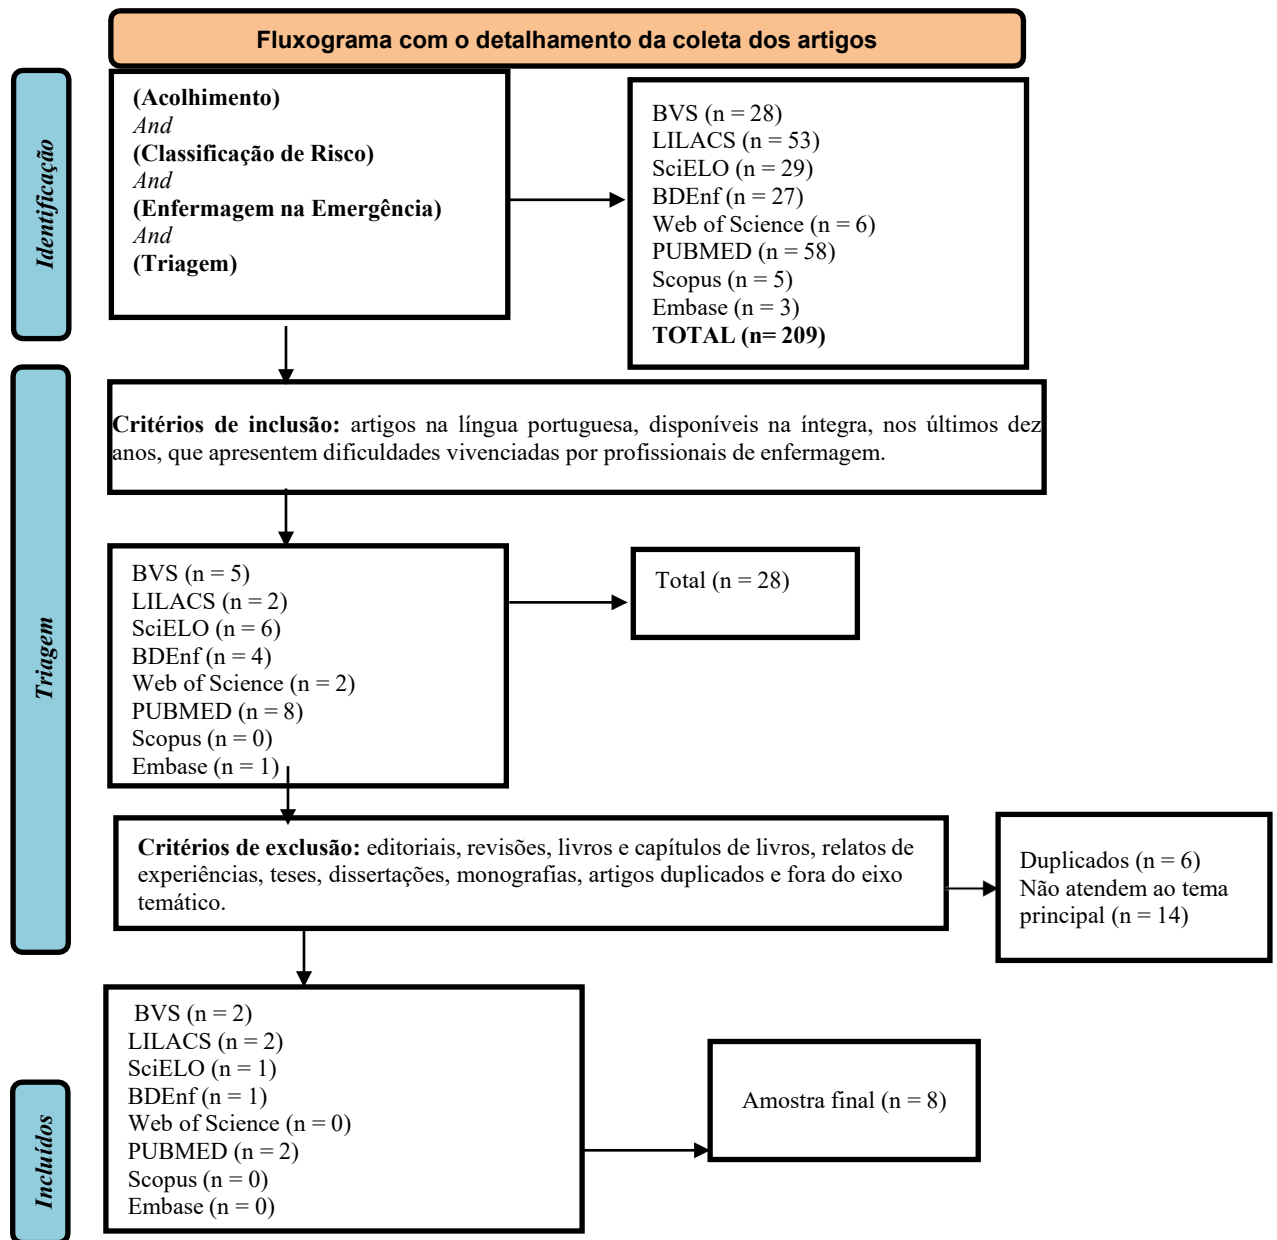 Fluxograma com o detalhamento da coleta dos artigos
Identificação
(Acolhimento)
And
(Classificação de Risco)
And
(Enfermagem na Emergência)
And
(Triagem)
BVS (n = 28)
LILACS (n = 53)
SciELO (n = 29)
BDEnf (n = 27)
Web of Science (n = 6)
PUBMED (n = 58)
Scopus (n = 5)
Embase (n = 3)
TOTAL (n= 209)
Triagem
Critérios de inclusão: artigos na língua portuguesa, disponíveis na íntegra, nos últimos dez
anos, que apresentem dificuldades vivenciadas por profissionais de enfermagem.
BVS (n = 5)
LILACS (n = 2)
SciELO (n = 6)
BDEnf (n = 4)
Web of Science (n = 2)
PUBMED (n = 8)
Scopus (n = 0)
Embase (n = 1)
Total (n = 28)
Critérios de exclusão: editoriais, revisões, livros e capítulos de livros, relatos de
experiências, teses, dissertações, monografias, artigos duplicados e fora do eixo
temático.
Duplicados (n = 6)
Não atendem ao tema
principal (n = 14)
Incluídos
BVS (n = 2)
LILACS (n = 2)
SciELO (n = 1)
BDEnf (n = 1)
Web of Science (n = 0)
PUBMED (n = 2)
Scopus (n = 0)
Embase (n = 0)
Amostra final (n = 8)